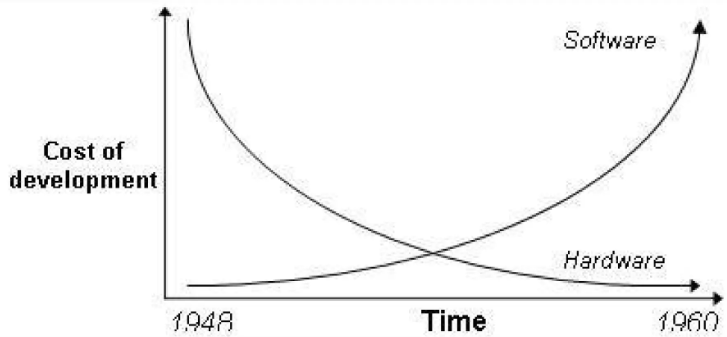 Software
Cost of
development
Hardware
1948
Time
1960